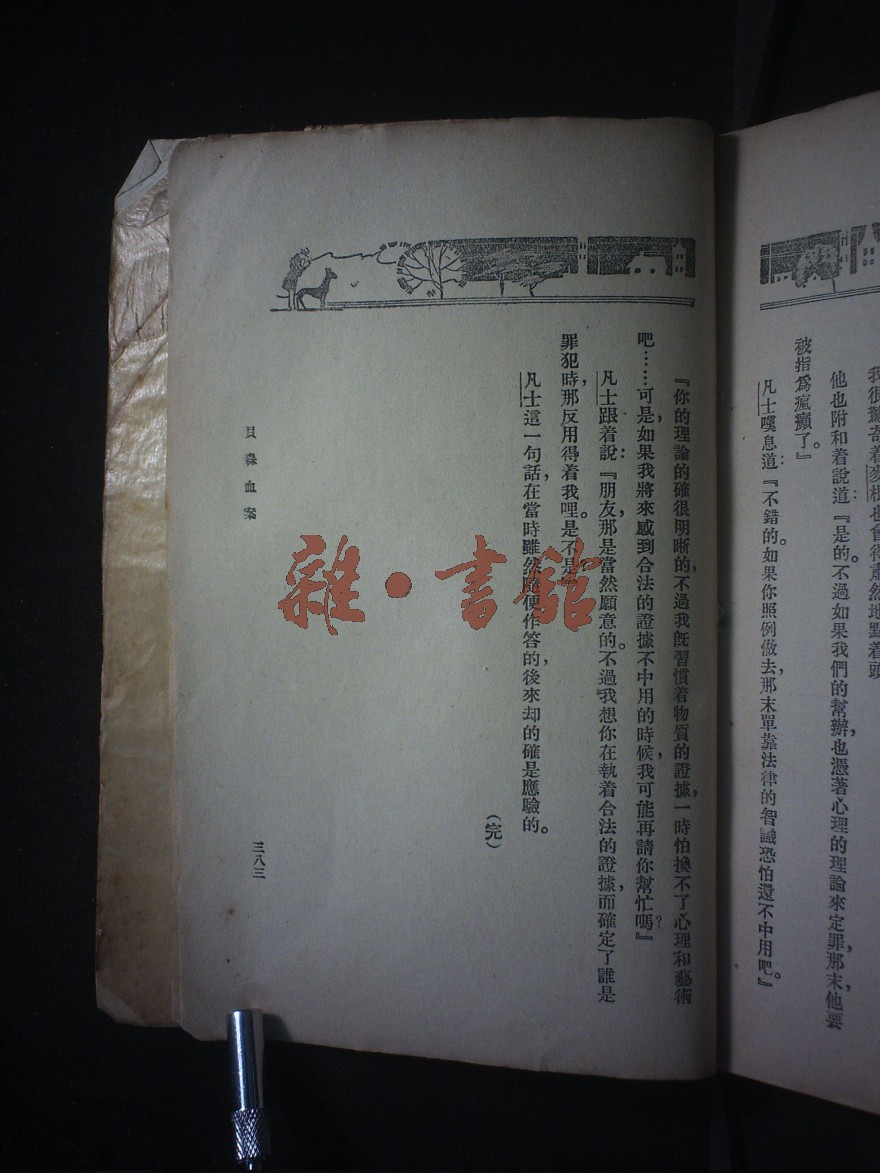 我很驚奇着麥根也會得肅然地點着頭
他也附和着說道：『是的。不過如果我們的幫辦，也憑著心理的理論來定罪，那末，他要
被指爲瘋癲了。』
凡士嘆息道：『不錯的。如果你照例做去，那末單靠法律的智識恐怕還不中用吧。』
『你的理論的確很明晰的，不過我旣習慣着物質的證據，一時怕換不了心理和藝術
吧……可是，如果我將來感到合法的證據不中用的時候，我可能再請你幫忙嗎？』
凡士跟着說：『朋友，那是當然願意的。不過我想你在執着合法的證據，而確定了誰是
罪犯時，那反用得着我哩。是不是？』
凡士這一句話，在當時雖然隨便作答的，後來却的確是應驗的。
（完）
貝森血案
三八三
雜·書館